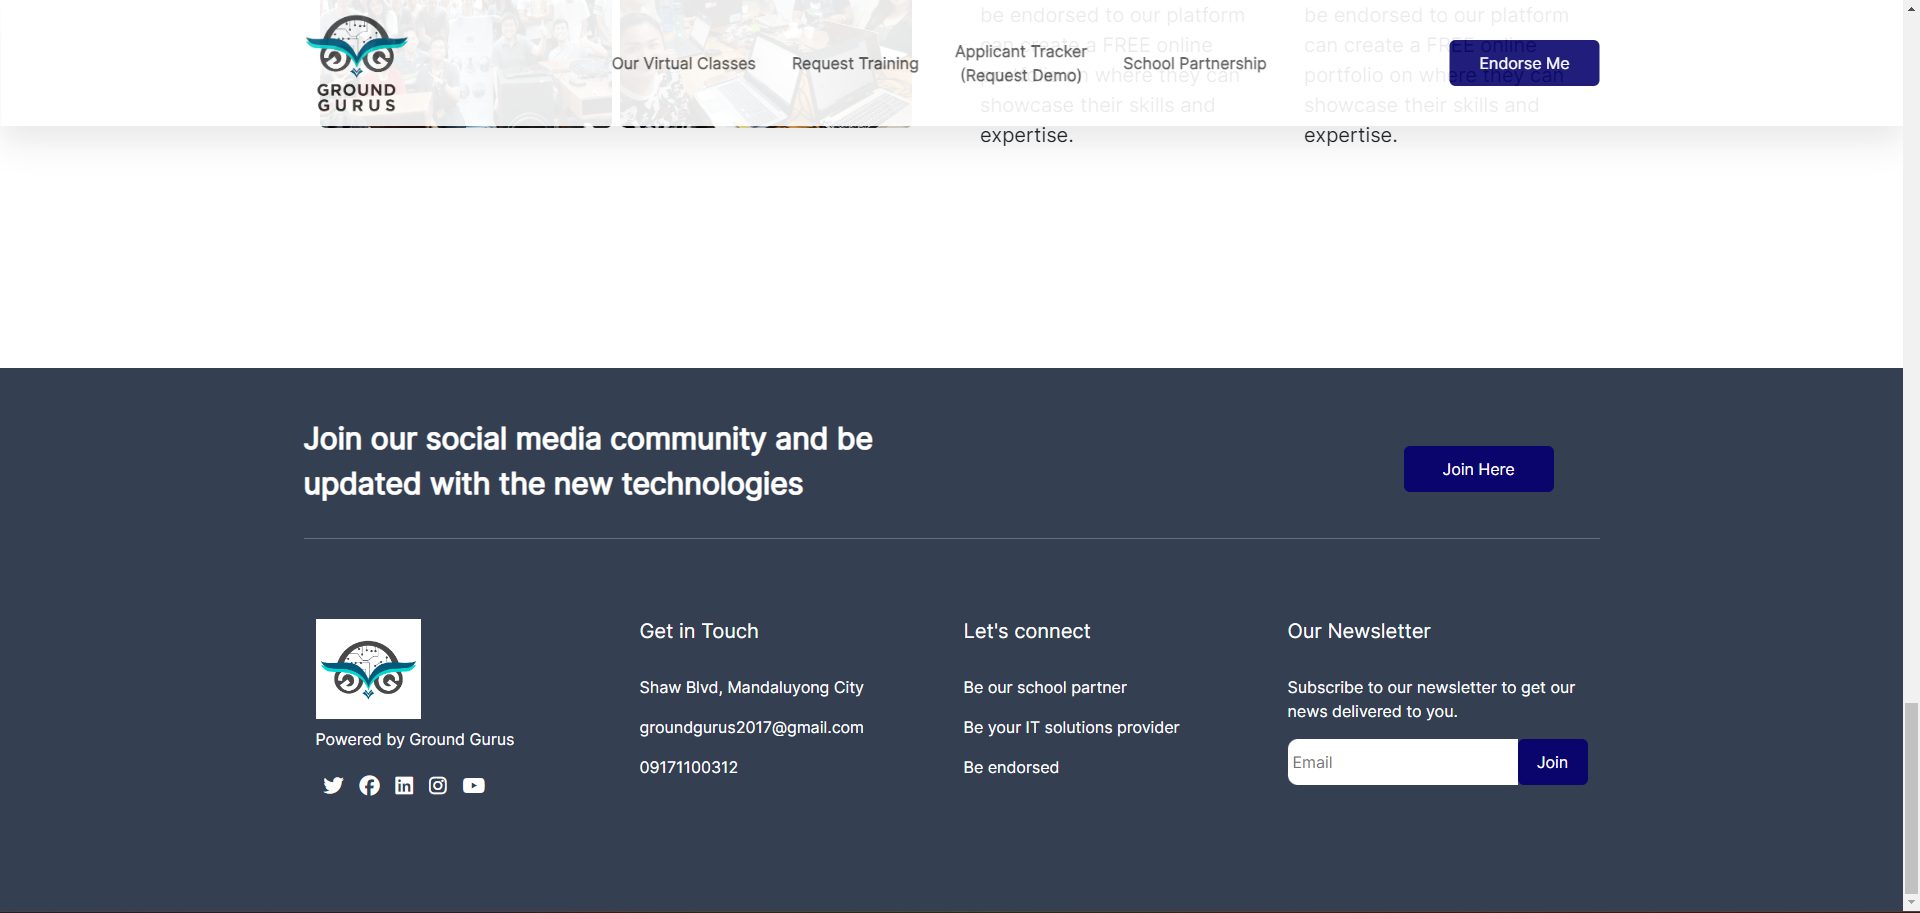 be endorsed to our platform
can create a FREE online
portfolio on where they can
showcase their skills and
expertise.
be endorsed to our platform
can create a FREE online
portfolio on where they can
showcase their skills and
expertise.
GROUND
GURUS
Our Virtual Classes
Request Training
Applicant Tracker
(Request Demo)
School Partnership
Endorse Me
Join our social media community and be
updated with the new technologies
Join Here
Powered by Ground Gurus
Get in Touch
Shaw Blvd, Mandaluyong City
groundgurus2017@gmail.com
09171100312
Let's connect
Be our school partner
Be your IT solutions provider
Be endorsed
Our Newsletter
Subscribe to our newsletter to get our
news delivered to you.
Email
Join